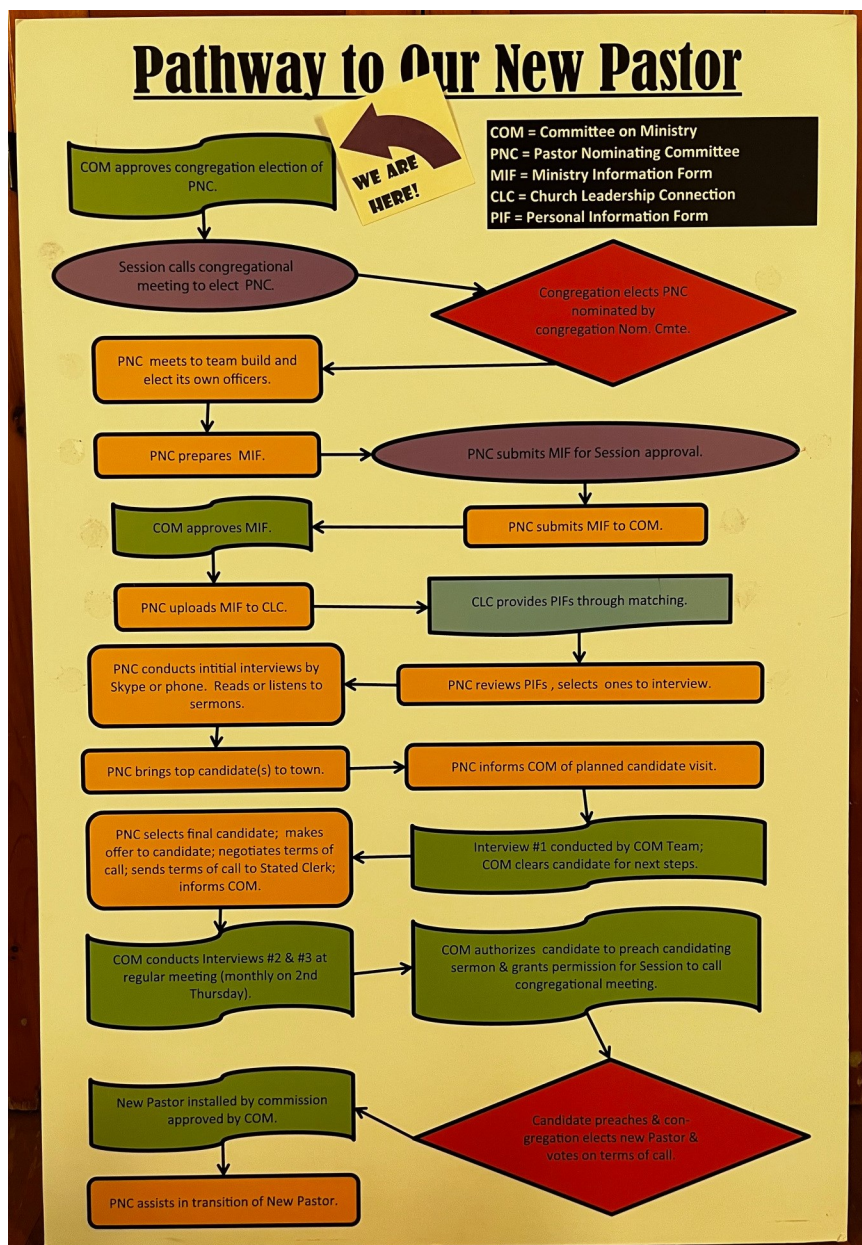 Pathway to Our New Pastor
WE ARE
HERE!
COM = Committee on Ministry
PNC = Pastor Nominating Committee
MIF = Ministry Information Form
CLC = Church Leadership Connection
PIF = Personal Information Form
COM approves congregation election of
PNC.
Session calls congregational
meeting to elect PNC.
Congregation elects PNC
nominated by
congregation Nom. Cmte.
PNC meets to team build and
elect its own officers.
PNC prepares MIF.
PNC submits MIF for Session approval.
PNC submits MIF to COM.
COM approves MIF.
PNC uploads MIF to CLC.
CLC provides PIFs through matching.
PNC reviews PIFs , selects ones to interview.
PNC conducts intitial interviews by
Skype or phone. Reads or listens to
sermons.
PNC brings top candidate(s) to town.
PNC informs COM of planned candidate visit.
Interview #1 conducted by COM Team;
COM clears candidate for next steps.
PNC selects final candidate; makes
offer to candidate; negotiates terms of
call; sends terms of call to Stated Clerk;
informs COM.
COM conducts Interviews #2 & #3 at
regular meeting (monthly on 2nd
Thursday).
COM authorizes candidate to preach candidating
sermon & grants permission for Session to call
congregational meeting.
Candidate preaches & con-
gregation elects new Pastor &
votes on terms of call.
New Pastor installed by commission
approved by COM.
PNC assists in transition of New Pastor.